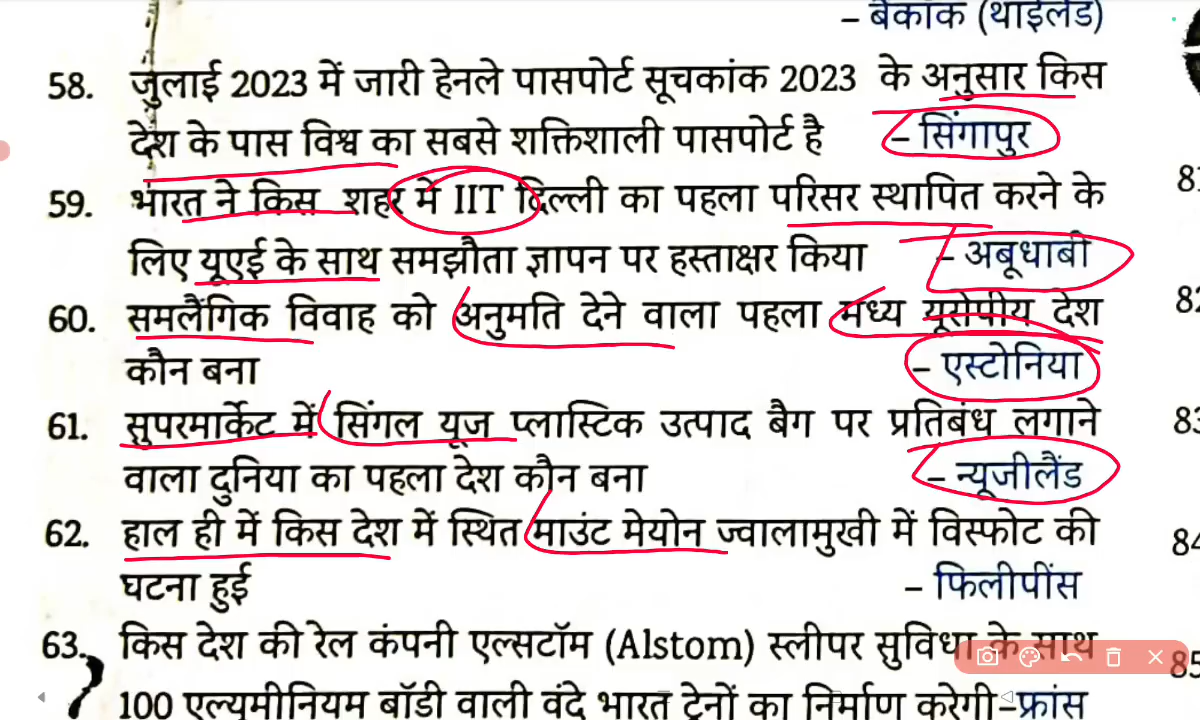 – बैंकॉक (थाईलैंड)
58. जुलाई 2023 में जारी हेनले पासपोर्ट सूचकांक 2023 के अनुसार किस
देश के पास विश्व का सबसे शक्तिशाली पासपोर्ट है – सिंगापुर
59. भारत ने किस शहर में IIT दिल्ली का पहला परिसर स्थापित करने के
लिए यूएई के साथ समझौता ज्ञापन पर हस्ताक्षर किया – अबूधाबी
60. समलैंगिक विवाह को अनुमति देने वाला पहला मध्य यूरोपीय देश
कौन बना – एस्टोनिया
61. सुपरमार्केट में सिंगल यूज प्लास्टिक उत्पाद बैग पर प्रतिबंध लगाने
वाला दुनिया का पहला देश कौन बना – न्यूजीलैंड
62. हाल ही में किस देश में स्थित माउंट मेयोन ज्वालामुखी में विस्फोट की
घटना हुई – फिलीपींस
63. किस देश की रेल कंपनी एल्सटॉम (Alstom) स्लीपर सुविधा के साथ
100 एल्यूमीनियम बॉडी वाली वंदे भारत ट्रेनों का निर्माण करेगी–फ्रांस
84
85